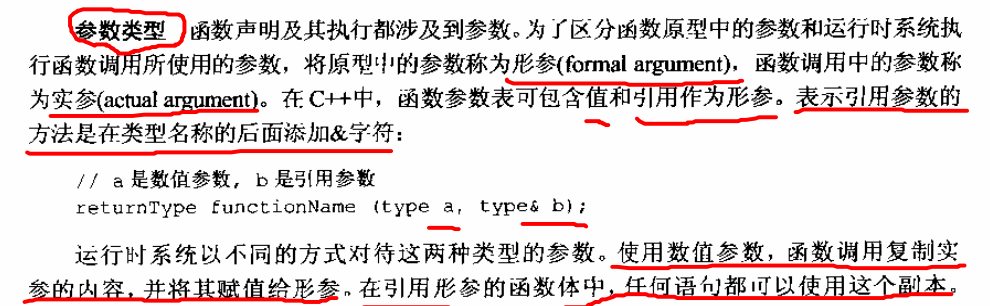 参数类型 函数声明及其执行都涉及到参数。为了区分函数原型中的参数和运行时系统执
行函数调用所使用的参数，将原型中的参数称为形参(formal argument)，函数调用中的参数称
为实参(actual argument)。在 C++中，函数参数表可包含值和引用作为形参。表示引用参数的
方法是在类型名称的后面添加&字符：
// a 是数值参数，b 是引用参数
returnType functionName (type a, type& b);
运行时系统以不同的方式对待这两种类型的参数。使用数值参数，函数调用复制实
参的内容，并将其赋值给形参。在引用形参的函数体中，任何语句都可以使用这个副本。